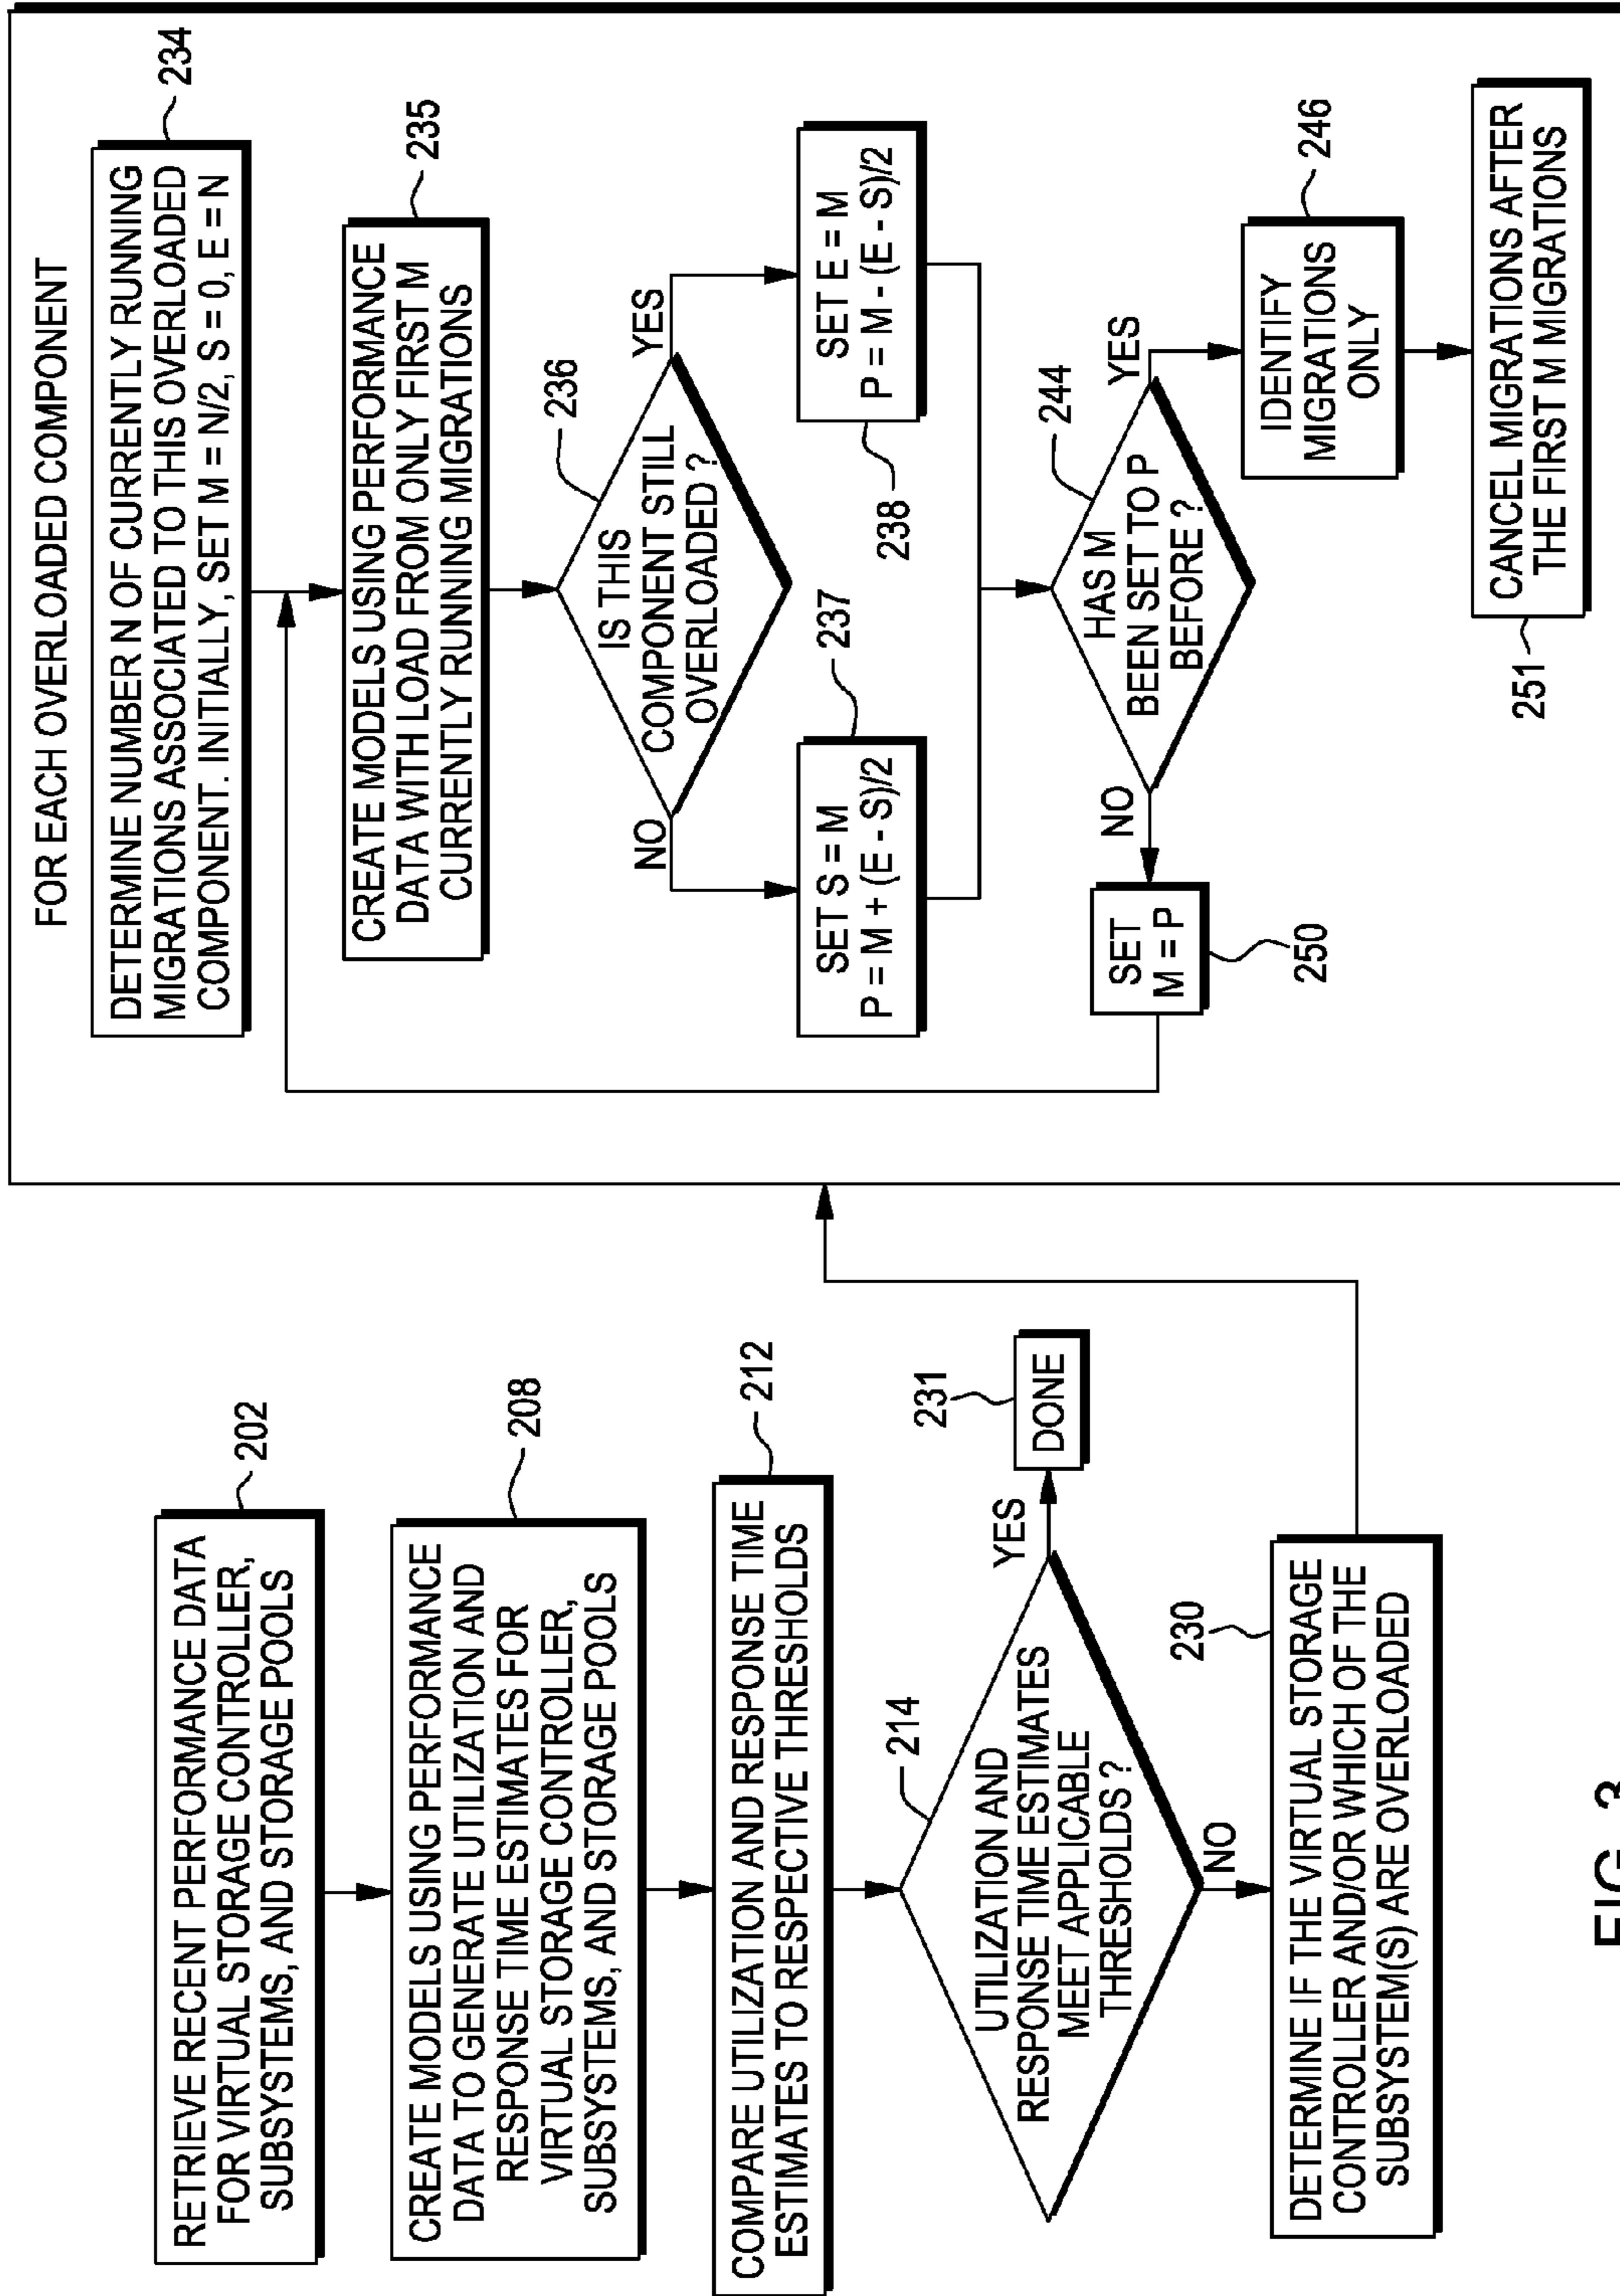 RETRIEVE RECENT PERFORMANCE DATA
FOR VIRTUAL STORAGE CONTROLLER,
SUBSYSTEMS, AND STORAGE POOLS
202
CREATE MODELS USING PERFORMANCE
DATA TO GENERATE UTILIZATION AND
RESPONSE TIME ESTIMATES FOR
VIRTUAL STORAGE CONTROLLER,
SUBSYSTEMS, AND STORAGE POOLS
208
COMPARE UTILIZATION AND RESPONSE TIME
ESTIMATES TO RESPECTIVE THRESHOLDS
212
UTILIZATION AND
RESPONSE TIME ESTIMATES
MEET APPLICABLE
THRESHOLDS ?
214
YES
DONE
231
NO
DETERMINE IF THE VIRTUAL STORAGE
CONTROLLER AND/OR WHICH OF THE
SUBSYSTEM(S) ARE OVERLOADED
230
FOR EACH OVERLOADED COMPONENT
DETERMINE NUMBER N OF CURRENTLY RUNNING
MIGRATIONS ASSOCIATED TO THIS OVERLOADED
COMPONENT. INITIALLY, SET M = N/2, S = 0, E = N
234
CREATE MODELS USING PERFORMANCE
DATA WITH LOAD FROM ONLY FIRST M
CURRENTLY RUNNING MIGRATIONS
235
IS THIS
COMPONENT STILL
OVERLOADED ?
236
NO
YES
SET S = M
P = M + (E - S)/2
237
SET E = M
P = M - (E - S)/2
238
HAS M
BEEN SET TO P
BEFORE ?
244
NO
YES
SET
M = P
250
IDENTIFY
MIGRATIONS
ONLY
246
CANCEL MIGRATIONS AFTER
THE FIRST M MIGRATIONS
251
FIG. 3